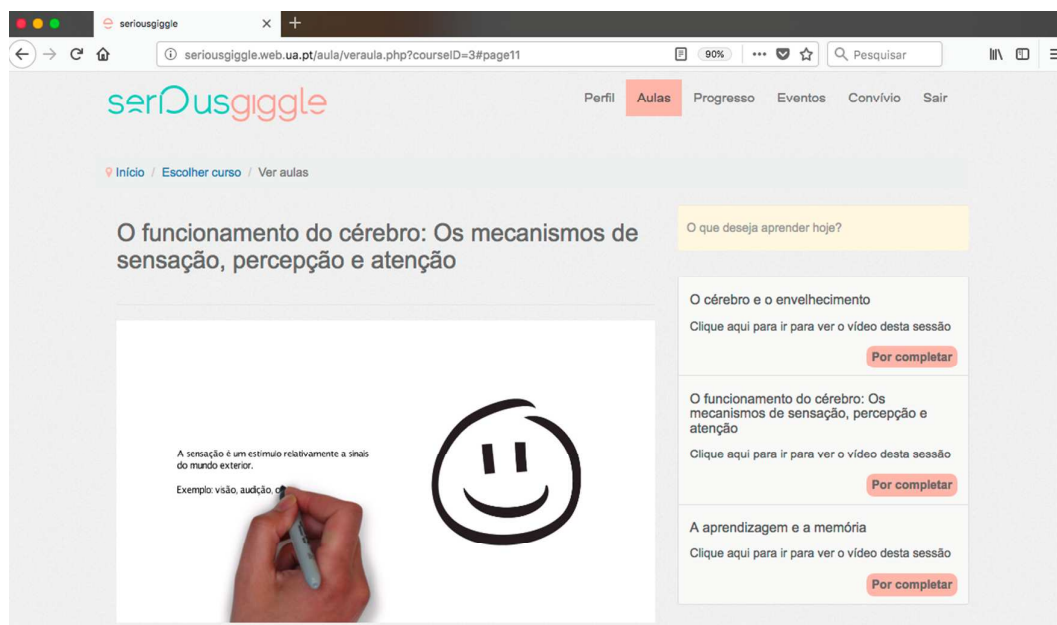 seriousgiggle
seriousgiggle.web.ua.pt/aula/veraula.php?courseID=3#page11
90%
Pesquisar
seriousgiggle
Perfil Aulas Progresso Eventos Convívio Sair
Início / Escolher curso / Ver aulas
O funcionamento do cérebro: Os mecanismos de
sensação, percepção e atenção
A sensação é um estimulo relativamente a sinais
do mundo exterior.
Exemplo: visão, audição,
O que deseja aprender hoje?
O cérebro e o envelhecimento
Clique aqui para ir para ver o vídeo desta sessão
Por completar
O funcionamento do cérebro: Os
mecanismos de sensação, percepção e
atenção
Clique aqui para ir para ver o vídeo desta sessão
Por completar
A aprendizagem e a memória
Clique aqui para ir para ver o vídeo desta sessão
Por completar